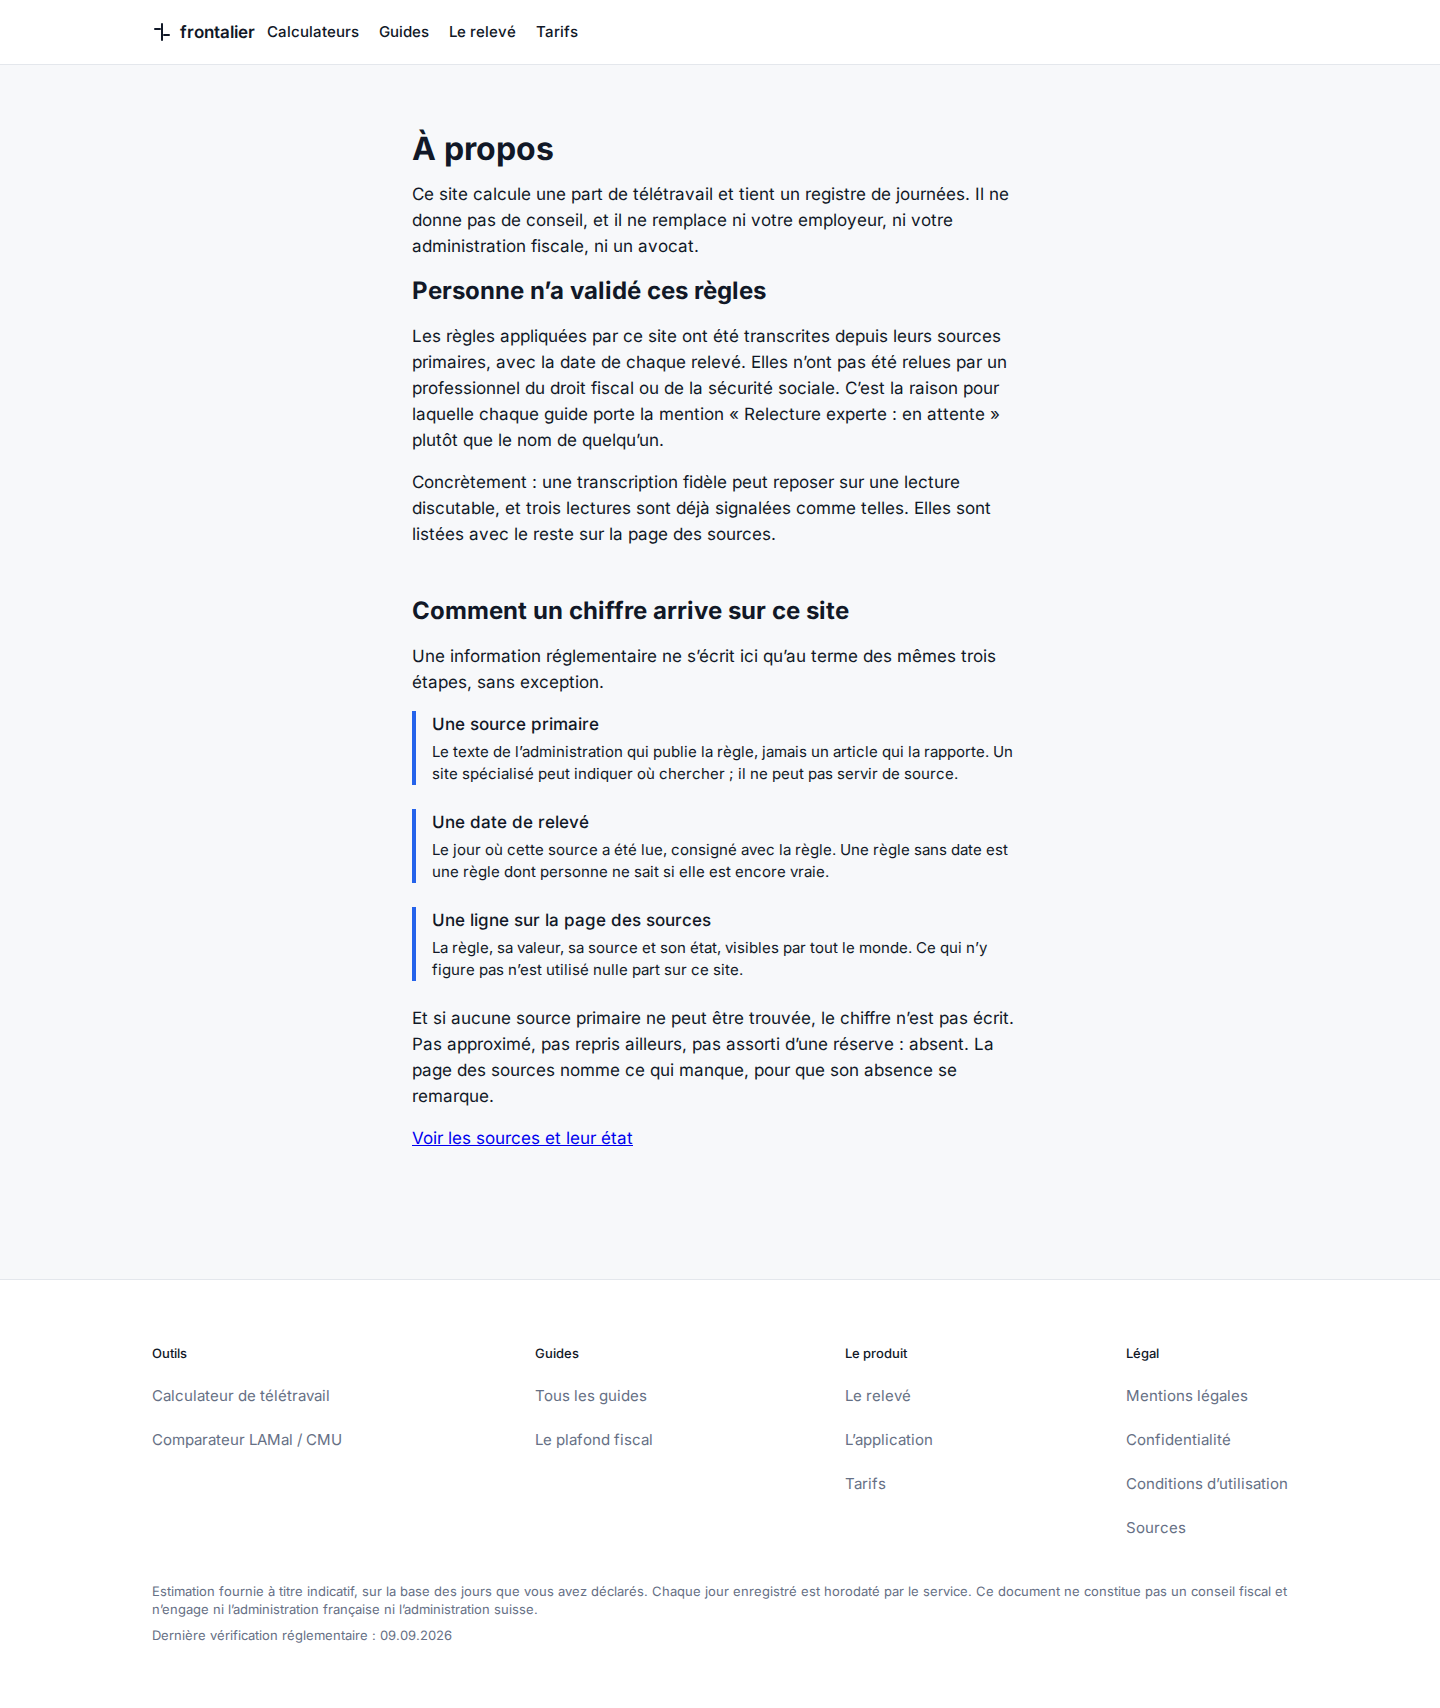 frontalier Calculateurs Guides Le relevé Tarifs
À propos
Ce site calcule une part de télétravail et tient un registre de journées. Il ne
donne pas de conseil, et il ne remplace ni votre employeur, ni votre
administration fiscale, ni un avocat.
Personne n’a validé ces règles
Les règles appliquées par ce site ont été transcrites depuis leurs sources
primaires, avec la date de chaque relevé. Elles n’ont pas été relues par un
professionnel du droit fiscal ou de la sécurité sociale. C’est la raison pour
laquelle chaque guide porte la mention « Relecture experte : en attente »
plutôt que le nom de quelqu’un.
Concrètement : une transcription fidèle peut reposer sur une lecture
discutable, et trois lectures sont déjà signalées comme telles. Elles sont
listées avec le reste sur la page des sources.
Comment un chiffre arrive sur ce site
Une information réglementaire ne s’écrit ici qu’au terme des mêmes trois
étapes, sans exception.
Une source primaire
Le texte de l’administration qui publie la règle, jamais un article qui la rapporte. Un
site spécialisé peut indiquer où chercher ; il ne peut pas servir de source.
Une date de relevé
Le jour où cette source a été lue, consigné avec la règle. Une règle sans date est
une règle dont personne ne sait si elle est encore vraie.
Une ligne sur la page des sources
La règle, sa valeur, sa source et son état, visibles par tout le monde. Ce qui n’y
figure pas n’est utilisé nulle part sur ce site.
Et si aucune source primaire ne peut être trouvée, le chiffre n’est pas écrit.
Pas approximé, pas repris ailleurs, pas assorti d’une réserve : absent. La
page des sources nomme ce qui manque, pour que son absence se
remarque.
Voir les sources et leur état
Outils
Calculateur de télétravail
Comparateur LAMal / CMU
Guides
Tous les guides
Le plafond fiscal
Le produit
Le relevé
L’application
Tarifs
Légal
Mentions légales
Confidentialité
Conditions d’utilisation
Sources
Estimation fournie à titre indicatif, sur la base des jours que vous avez déclarés. Chaque jour enregistré est horodaté par le service. Ce document ne constitue pas un conseil fiscal et
n’engage ni l’administration française ni l’administration suisse.
Dernière vérification réglementaire : 09.09.2026